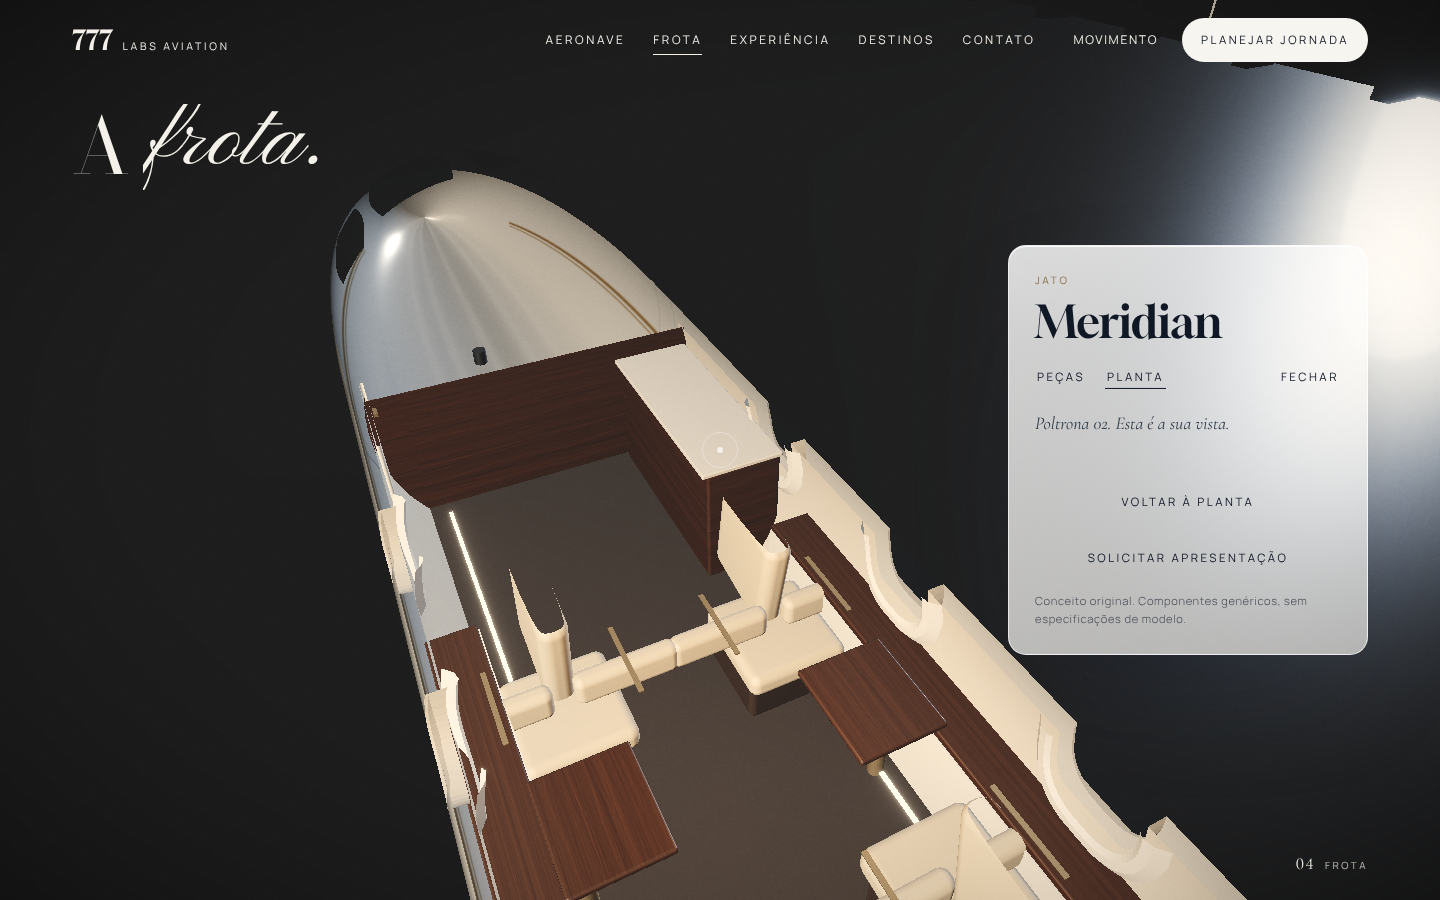 777 LABS AVIATION
AERONAVE FROTA EXPERIÊNCIA DESTINOS CONTATO MOVIMENTO PLANEJAR JORNADA
A frota.
JATO
Meridian
PEÇAS PLANTA FECHAR
Poltrona 02. Esta é a sua vista.
VOLTAR À PLANTA
SOLICITAR APRESENTAÇÃO
Conceito original. Componentes genéricos, sem
especificações de modelo.
04 FROTA